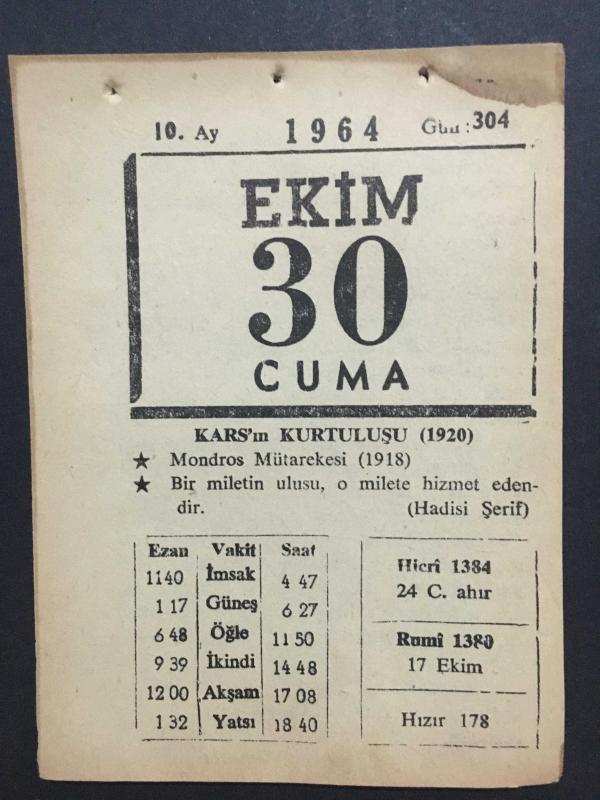 10. Ay 1964 Gün : 304
EKİM
30
CUMA
KARS'ın KURTULUŞU (1920)
★ Mondros Mütarekesi (1918)
★ Bir miletin ulusu, o milete hizmet eden-
dir. (Hadisi Şerif)
Ezan Vakit Saat
1140 İmsak 4 47
1 17 Güneş 6 27
6 48 Öğle 11 50
9 39 İkindi 14 48
12 00 Akşam 17 08
1 32 Yatsı 18 40
Hicrî 1384
24 C. ahır
Rumî 1380
17 Ekim
Hızır 178